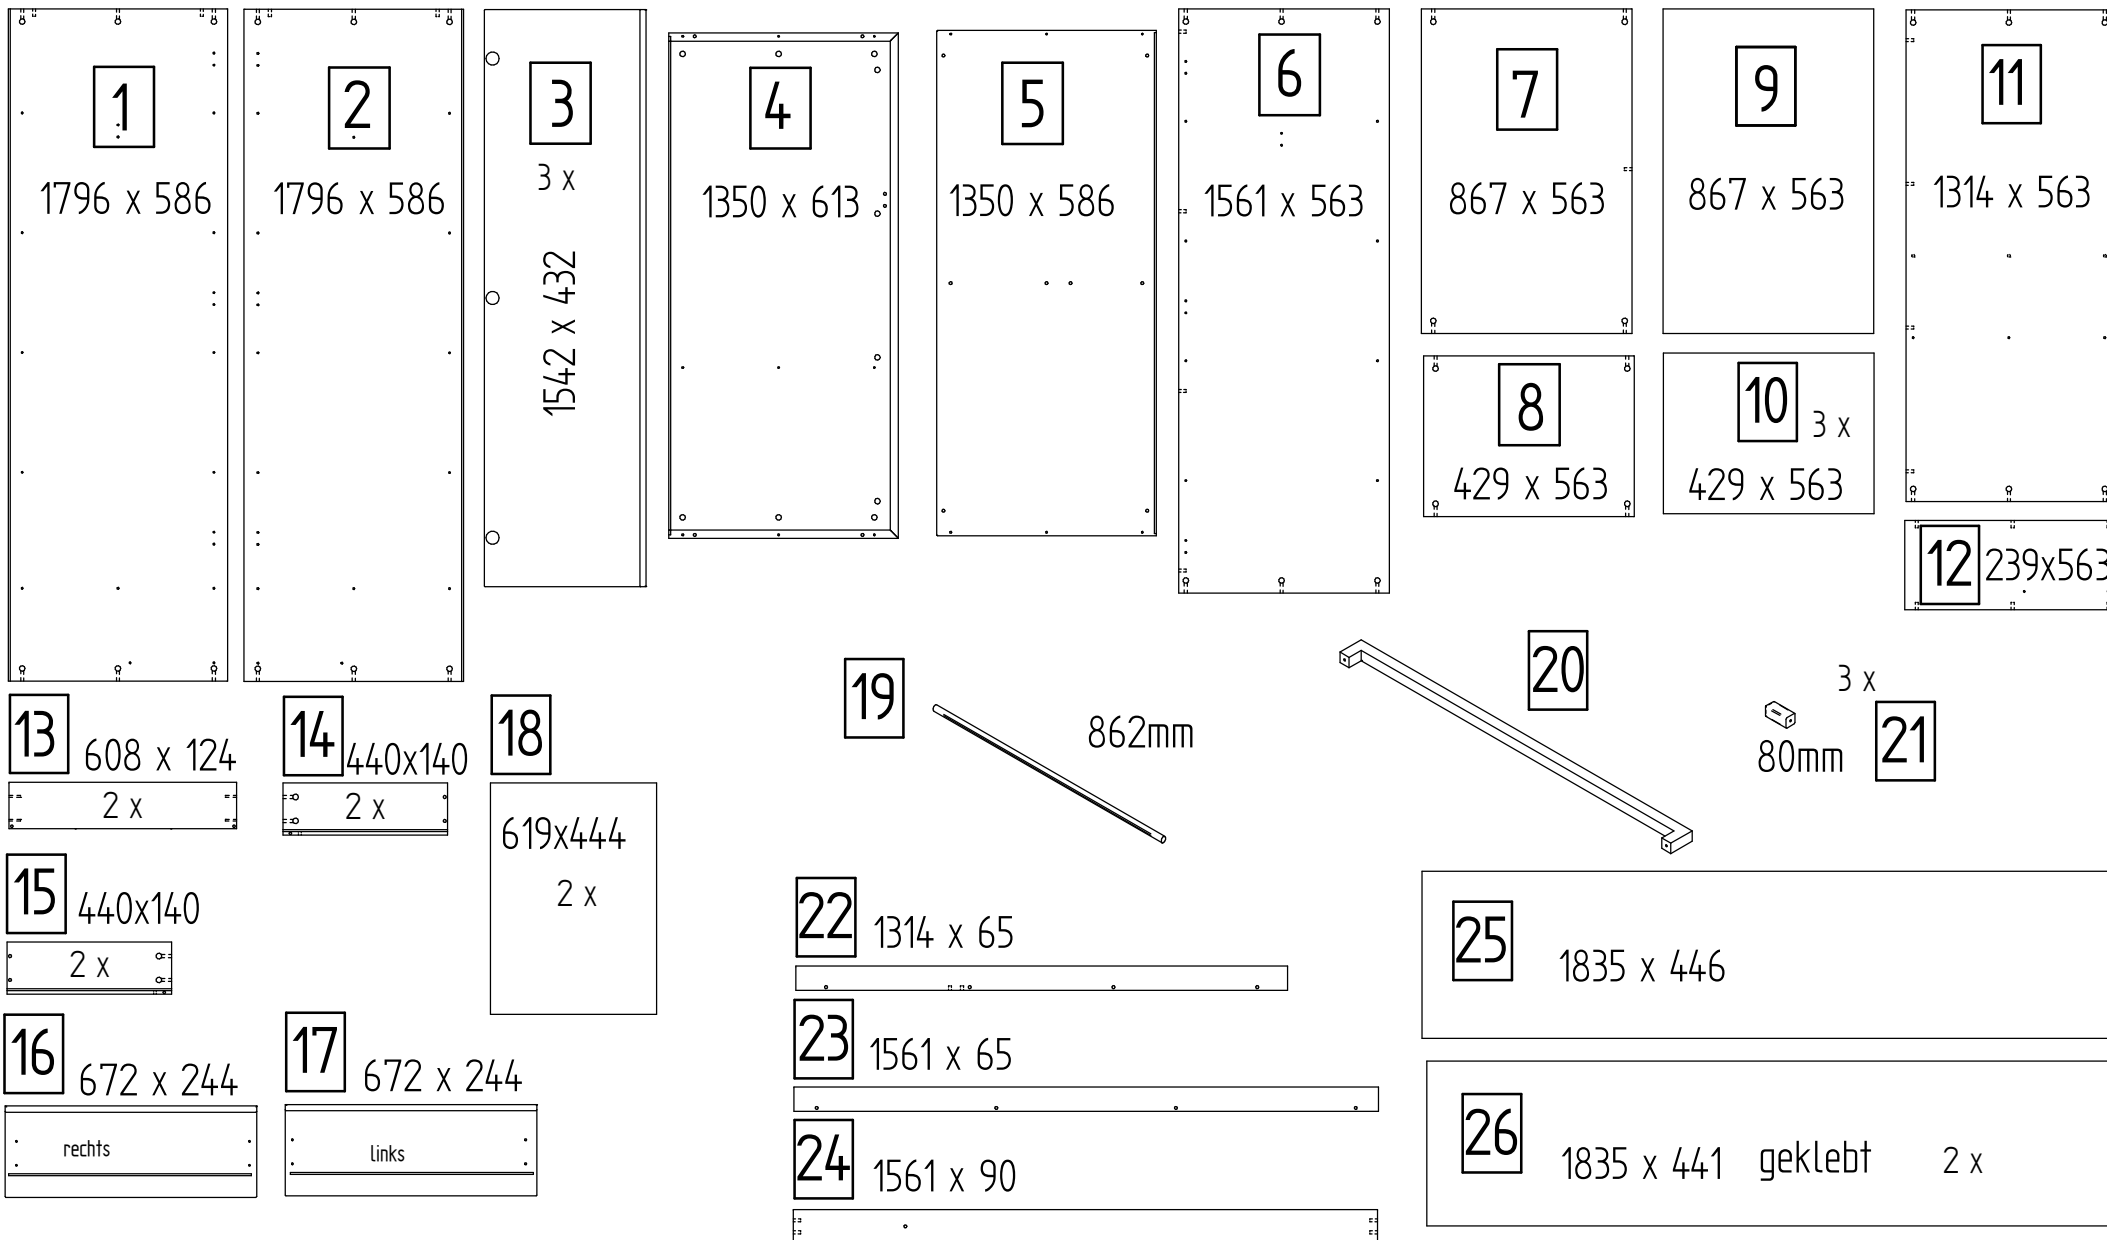 1
1796 x 586
2
1796 x 586
3
3 x
1542 x 432
4
1350 x 613
5
1350 x 586
6
1561 x 563
7
867 x 563
8
429 x 563
9
867 x 563
10
3 x
429 x 563
11
1314 x 563
12
239x563
13
608 x 124
2 x
14
440x140
2 x
15
440x140
2 x
16
672 x 244
rechts
17
672 x 244
links
18
619x444
2 x
19
862mm
20
3 x
21
80mm
22
1314 x 65
23
1561 x 65
24
1561 x 90
25
1835 x 446
26
1835 x 441 geklebt 2 x